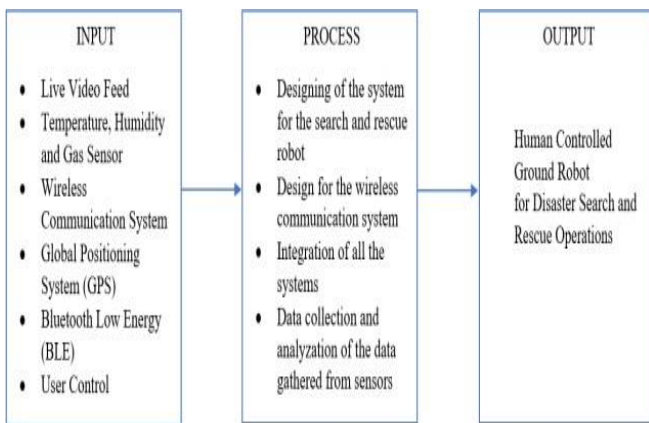 INPUT
• Live Video Feed
• Temperature, Humidity
and Gas Sensor
• Wireless
Communication System
• Global Positioning
System (GPS)
• Bluetooth Low Energy
(BLE)
• User Control
PROCESS
• Designing of the system
for the search and rescue
robot
• Design for the wireless
communication system
• Integration of all the
systems
• Data collection and
analyzation of the data
gathered from sensors
OUTPUT
Human Controlled
Ground Robot
for Disaster Search and
Rescue Operations